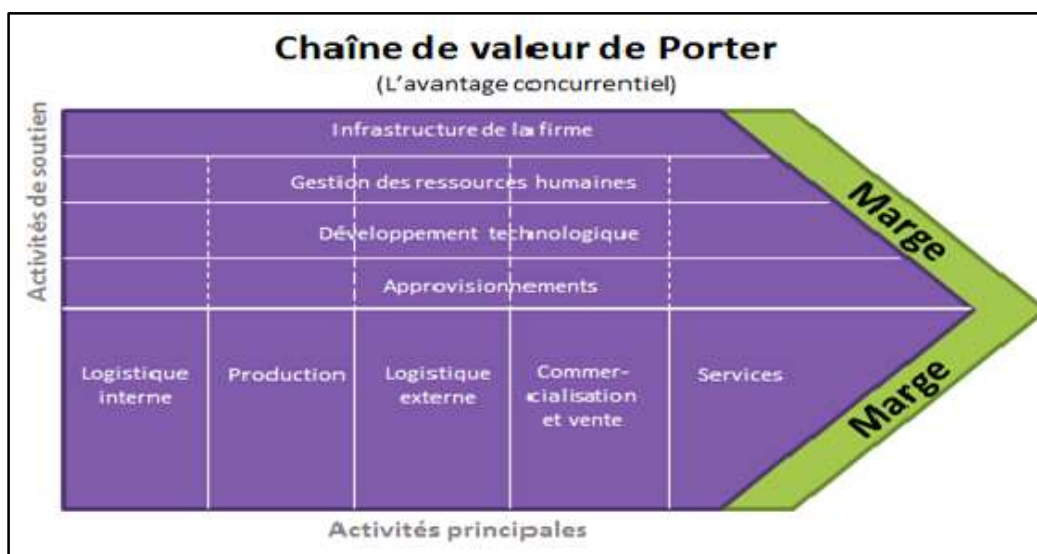 Chaîne de valeur de Porter
(L'avantage concurrentiel)
Activités de soutien
Infrastructure de la firme
Gestion des ressources humaines
Développement technologique
Approvisionnements
Marge
Logistique
interne
Production
Logistique
externe
Commer-
cialisation
et vente
Services
Marge
Activités principales